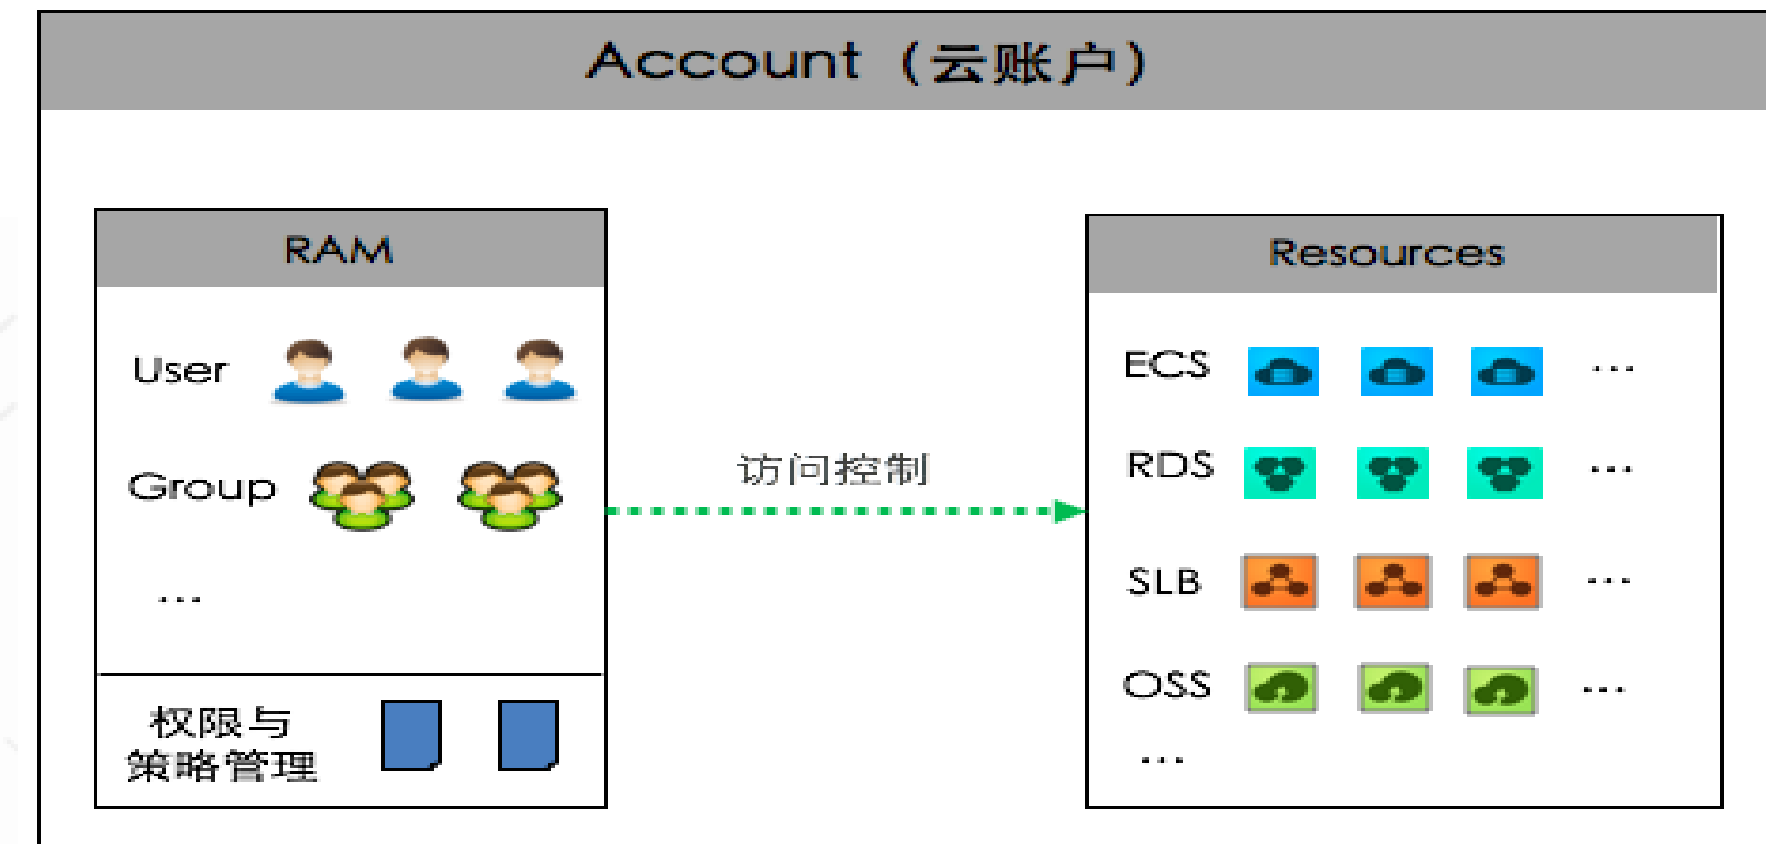 Account（云账户）
RAM
User
Group
...
权限与
策略管理
访问控制
Resources
ECS ...
RDS ...
SLB ...
OSS ...
...